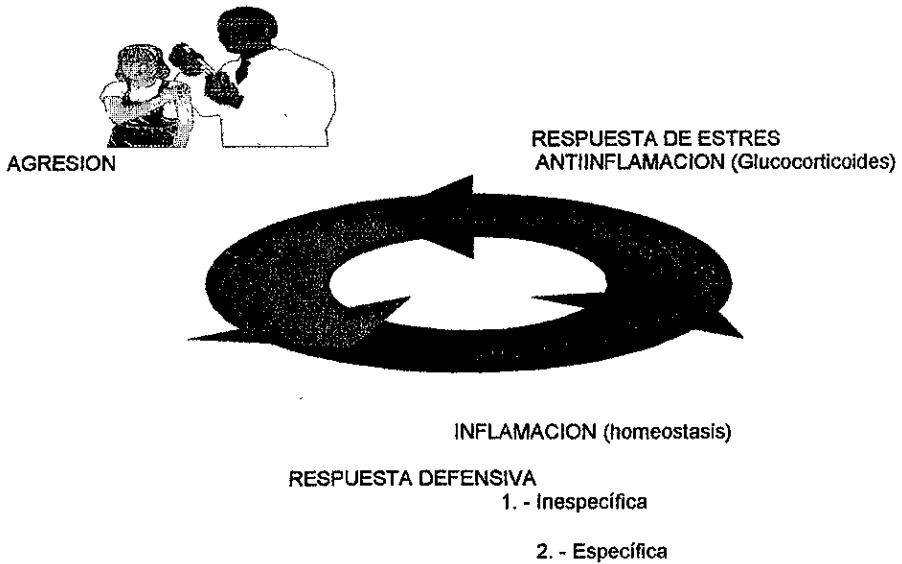 RESPUESTA DE ESTRES
AGRESION
ANTIINFLAMACION (Glucocorticoides)
INFLAMACION (homeostasis)
RESPUESTA DEFENSIVA
1. - Inespecífica
2. - Específica